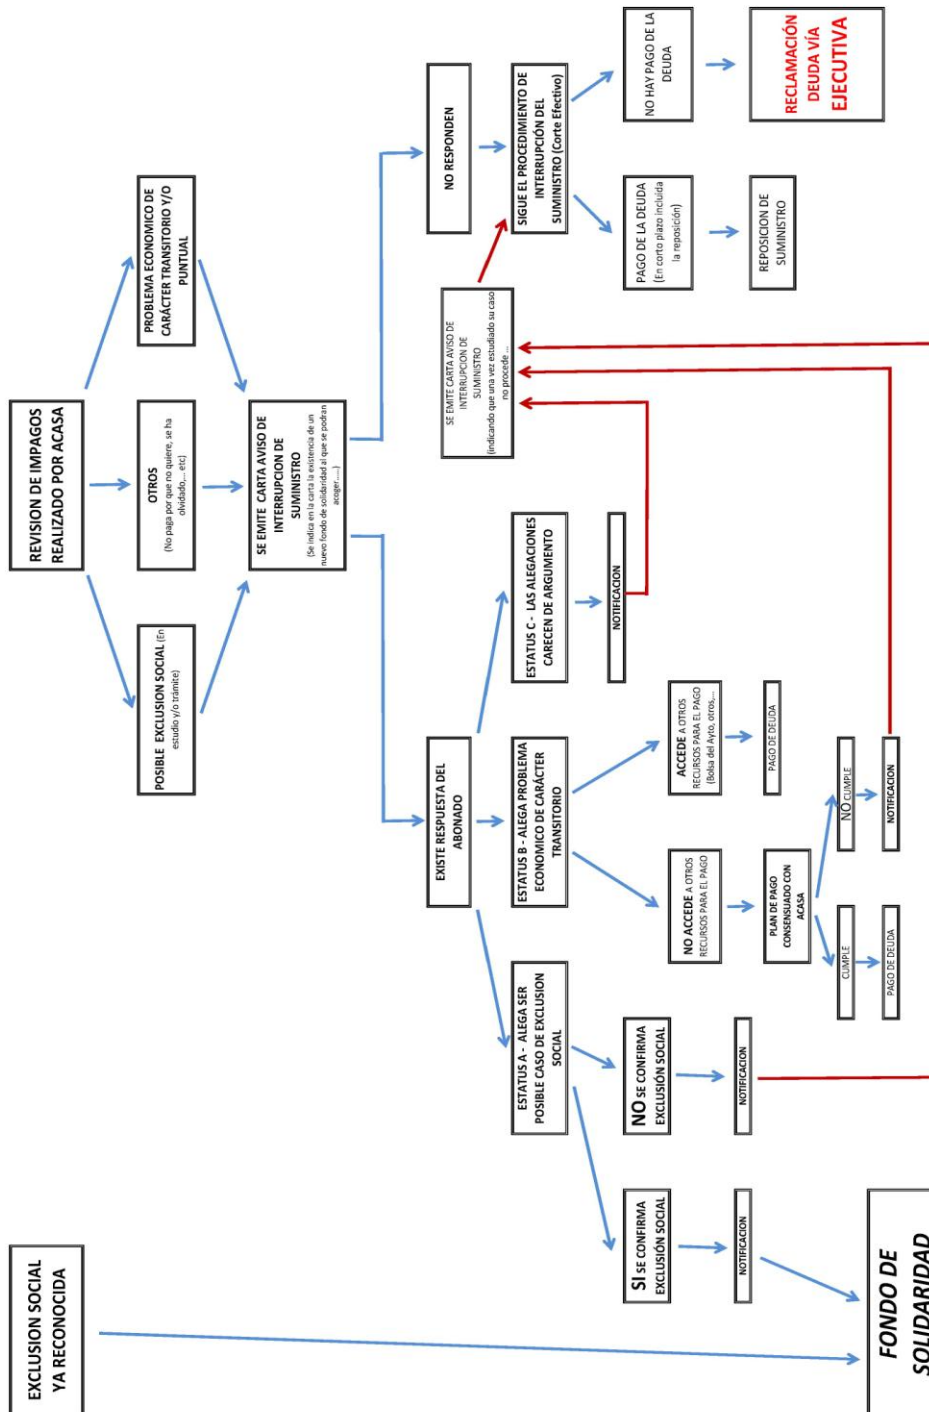 EXCLUSION SOCIAL
YA RECONOCIDA
REVISION DE IMPAGOS
REALIZADO POR ACASA
POSIBLE EXCLUSION SOCIAL (En
estudio y/o trámite)
OTROS
(No paga por que no quiere, se ha
olvidado,... etc)
PROBLEMA ECONOMICO DE
CARÁCTER TRANSITORIO Y/O
PUNTUAL
SE EMITE CARTA AVISO DE
INTERRUPCION DE
SUMINISTRO
(Se indica en la carta la existencia de un
nuevo fondo de solidaridad al que se podran
acoger.....)
EXISTE RESPUESTA DEL
ABONADO
NO RESPONDEN
SE EMITE CARTA AVISO DE
INTERRUPCION DE
SUMINISTRO
(indicando que una vez estudiado su caso
no procede ...
ESTATUS A - ALEGA SER
POSIBLE CASO DE EXCLUSION
SOCIAL
ESTATUS B - ALEGA PROBLEMA
ECONOMICO DE CARÁCTER
TRANSITORIO
ESTATUS C - LAS ALEGACIONES
CARECEN DE ARGUMENTO
SIGUE EL PROCEDIMIENTO DE
INTERRUPCIÓN DEL
SUMINISTRO (Corte Efectivo)
SI SE CONFIRMA
EXCLUSIÓN SOCIAL
NO SE CONFIRMA
EXCLUSIÓN SOCIAL
NO ACCEDE A OTROS
RECURSOS PARA EL PAGO
ACCEDE A OTROS
RECURSOS PARA EL PAGO
(Bolsa del Ayto, otros,...
NOTIFICACION
PAGO DE LA DEUDA
(En corto plazo incluida
la reposición)
NO HAY PAGO DE LA
DEUDA
NOTIFICACION
NOTIFICACION
PLAN DE PAGO
CONSENSUADO CON
ACASA
PAGO DE DEUDA
REPOSICION DE
SUMINISTRO
RECLAMACIÓN
DEUDA VÍA
EJECUTIVA
CUMPLE
NO CUMPLE
PAGO DE DEUDA
NOTIFICACION
FONDO DE
SOLIDARIDAD